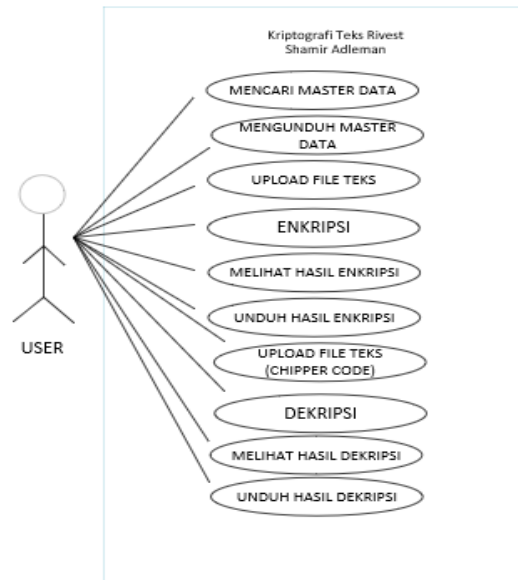 Kriptografi Teks Rivest
Shamir Adleman
MENCARI MASTER DATA
MENGUNDUH MASTER
DATA
UPLOAD FILE TEKS
ENKRIPSI
MELIHAT HASIL ENKRIPSI
UNDUH HASIL ENKRIPSI
USER
UPLOAD FILE TEKS
(CHIPPER CODE)
DEKRIPSI
MELIHAT HASIL DEKRIPSI
UNDUH HASIL DEKRIPSI